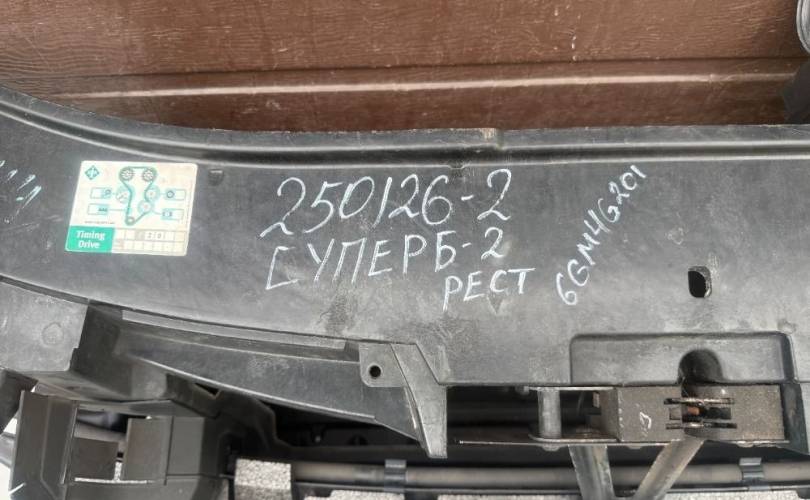 250126-2
СУПЕРБ-2
РЕСТ
6GM4G201
Timing
Drive